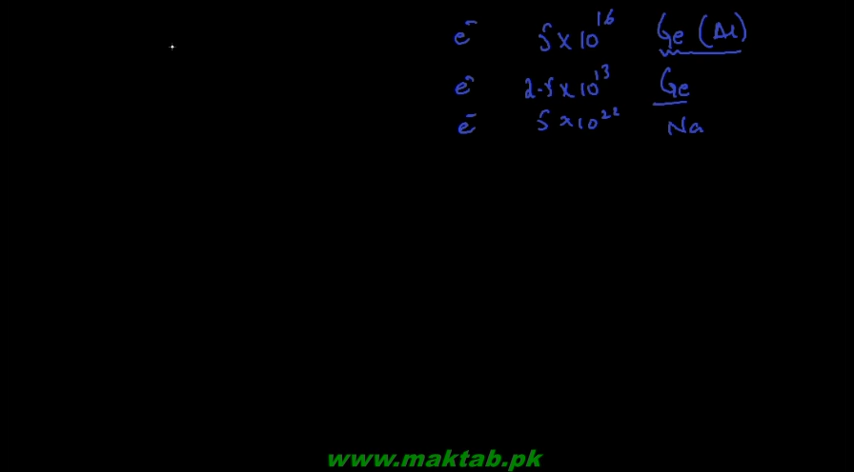 e⁻ 5 × 10¹⁶ Ge (Al)
e⁻ 2.5 × 10¹³ Ge
e⁻ 5 × 10²² Na
www.maktab.pk